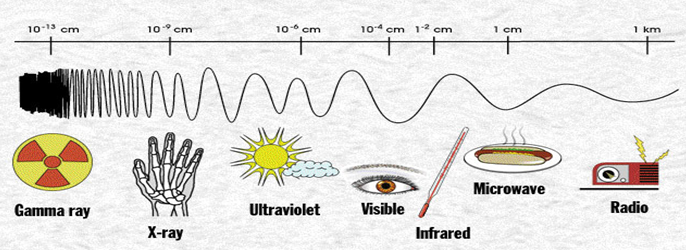 10⁻¹³ cm 10⁻⁹ cm 10⁻⁶ cm 10⁻⁴ cm 1⁻² cm 1 cm 1 km
Gamma ray
X-ray
Ultraviolet
Visible
Infrared
Microwave
Radio